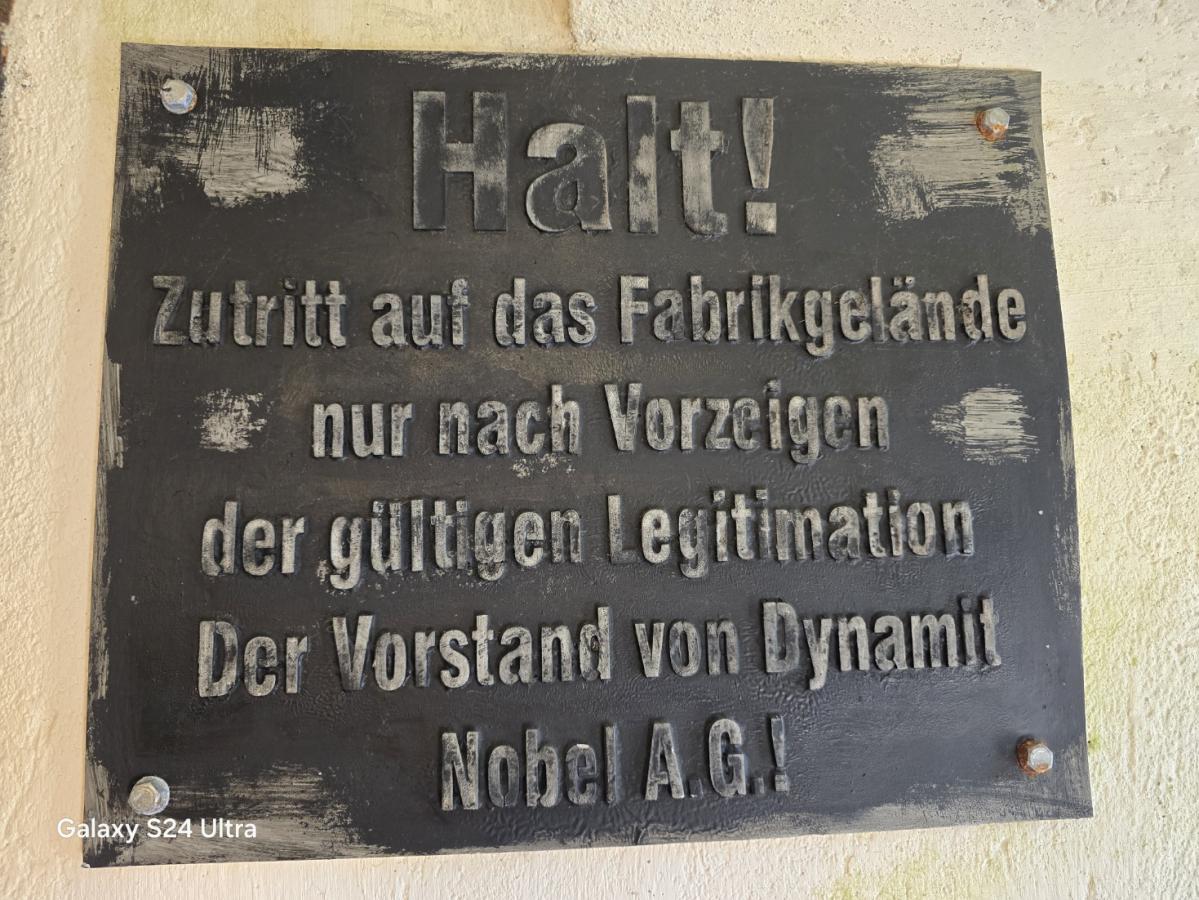 Halt!
Zutritt auf das Fabrikgelände
nur nach Vorzeigen
der gültigen Legitimation
Der Vorstand von Dynamit
Nobel A.G.!
Galaxy S24 Ultra